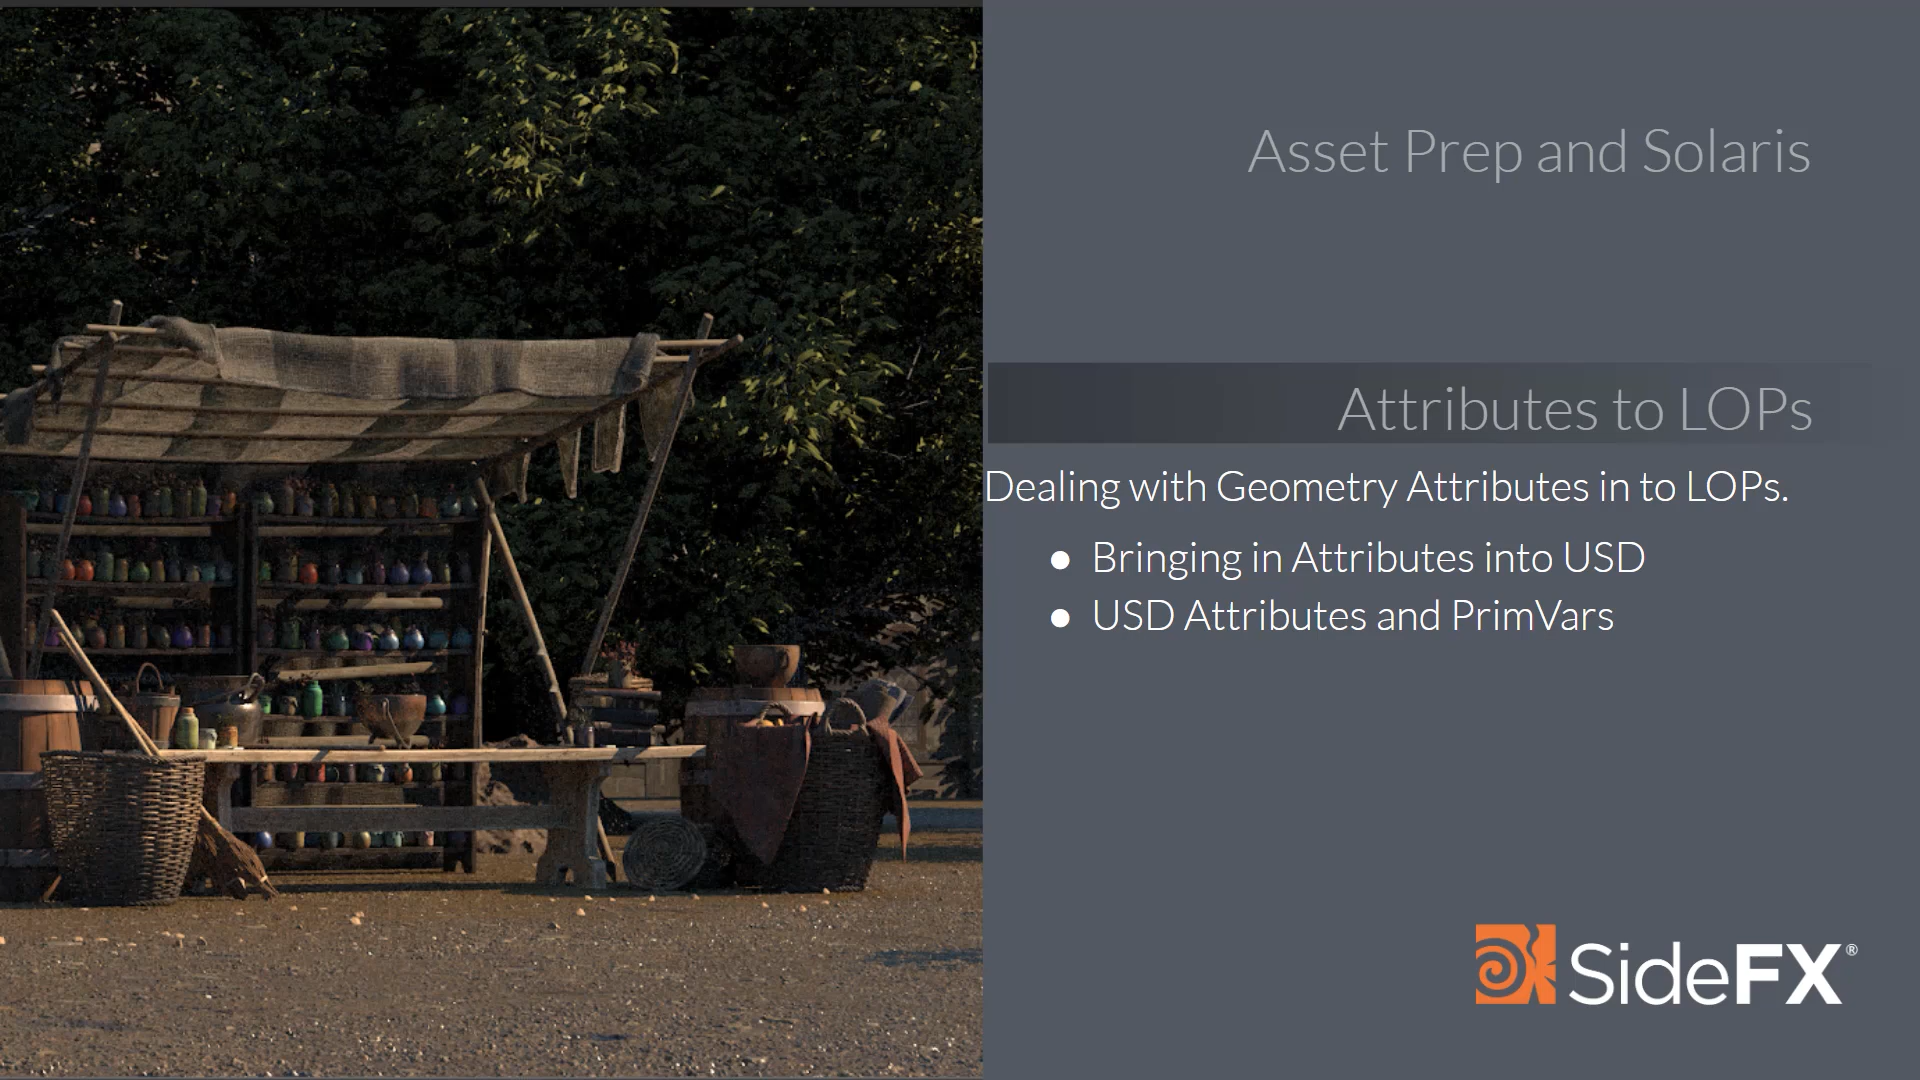 Asset Prep and Solaris
Attributes to LOPs
Dealing with Geometry Attributes in to LOPs.
● Bringing in Attributes into USD
● USD Attributes and PrimVars
SideFX®